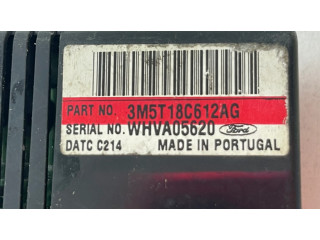 PART NO. 3M5T18C612AG
SERIAL NO. WHVA05620 Ford
DATC C214 MADE IN PORTUGAL